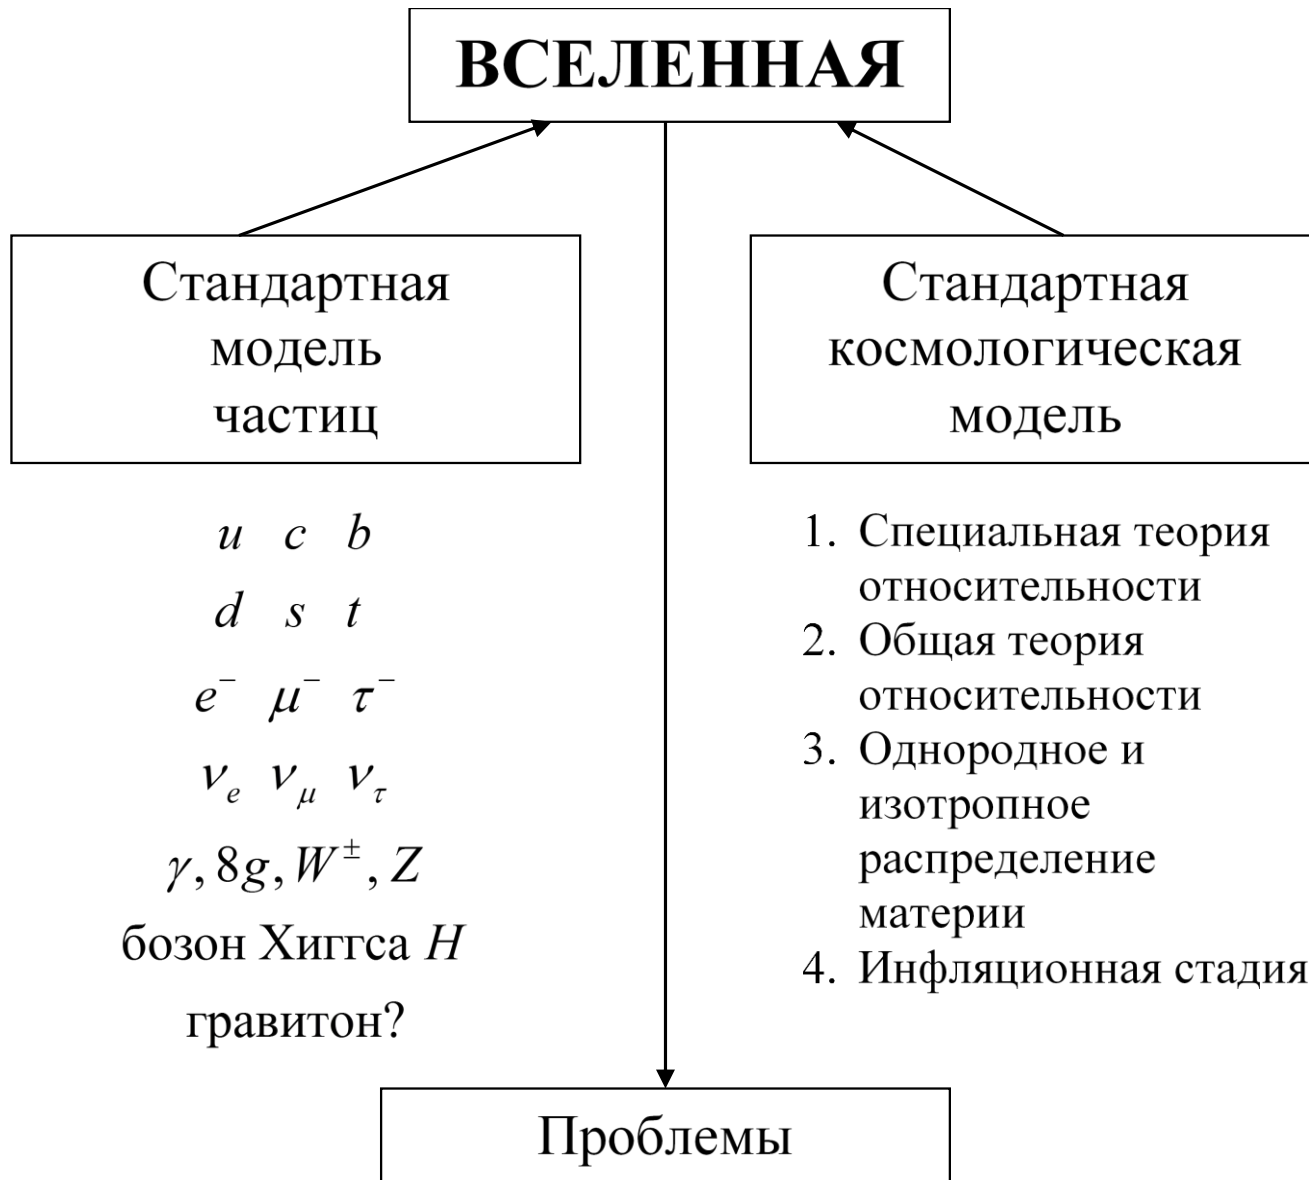 ВСЕЛЕННАЯ
Стандартная
модель
частиц
u c b
d s t
e⁻ μ⁻ τ⁻
ν_e ν_μ ν_τ
γ, 8g, W^±, Z
бозон Хиггса H
гравитон?
Стандартная
космологическая
модель
1. Специальная теория
относительности
2. Общая теория
относительности
3. Однородное и
изотропное
распределение
материи
4. Инфляционная стадия
Проблемы